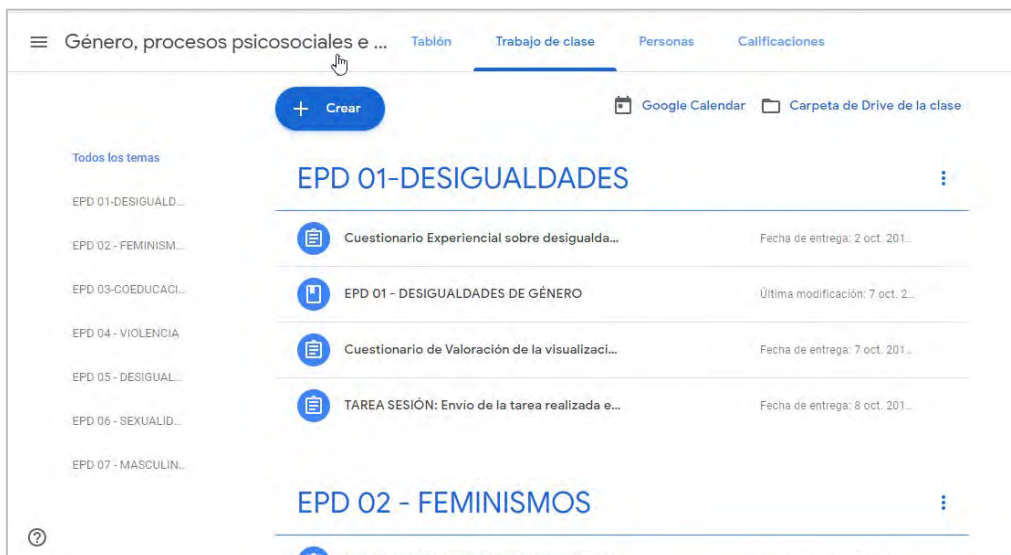 Género, procesos psicosociales e ... Tablón Trabajo de clase Personas Calificaciones
+ Crear Google Calendar Carpeta de Drive de la clase
Todos los temas
EPD 01-DESIGUALD...
EPD 02 - FEMINISM...
EPD 03-COEDUCACI...
EPD 04 - VIOLENCIA
EPD 05 - DESIGUAL...
EPD 06 - SEXUALID...
EPD 07 - MASCULIN...
EPD 01-DESIGUALDADES
Cuestionario Experiencial sobre desigualda... Fecha de entrega: 2 oct. 201...
EPD 01 - DESIGUALDADES DE GÉNERO Última modificación: 7 oct. 2...
Cuestionario de Valoración de la visualizaci... Fecha de entrega: 7 oct. 201...
TAREA SESIÓN: Envío de la tarea realizada e... Fecha de entrega: 8 oct. 201...
EPD 02 - FEMINISMOS